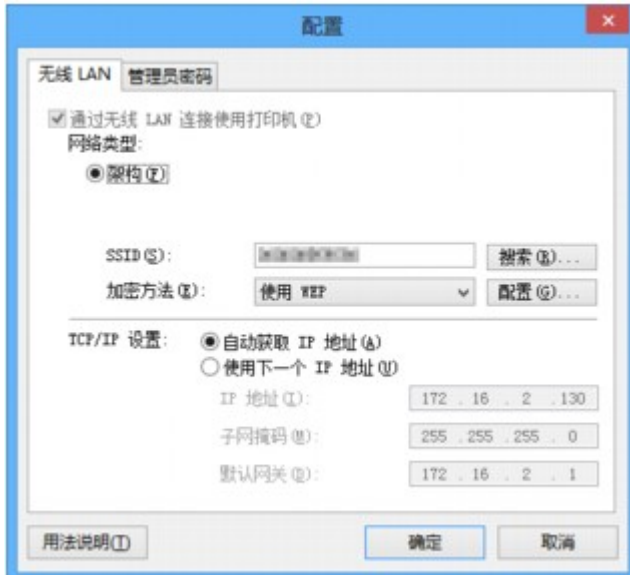 配置
无线 LAN 管理员密码
通过无线 LAN 连接使用打印机(P)
网络类型:
架构(F)
SSID(S): 搜索(R)...
加密方法(E): 使用 WEP 配置(G)...
TCP/IP 设置: 自动获取 IP 地址(A)
使用下一个 IP 地址(U)
IP 地址(I): 172 . 16 . 2 .130
子网掩码(M): 255 .255 .255 . 0
默认网关(D): 172 . 16 . 2 . 1
用法说明(T) 确定 取消